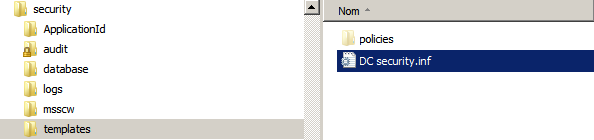 security
ApplicationId
audit
database
logs
msscw
templates
Nom
policies
DC security.inf